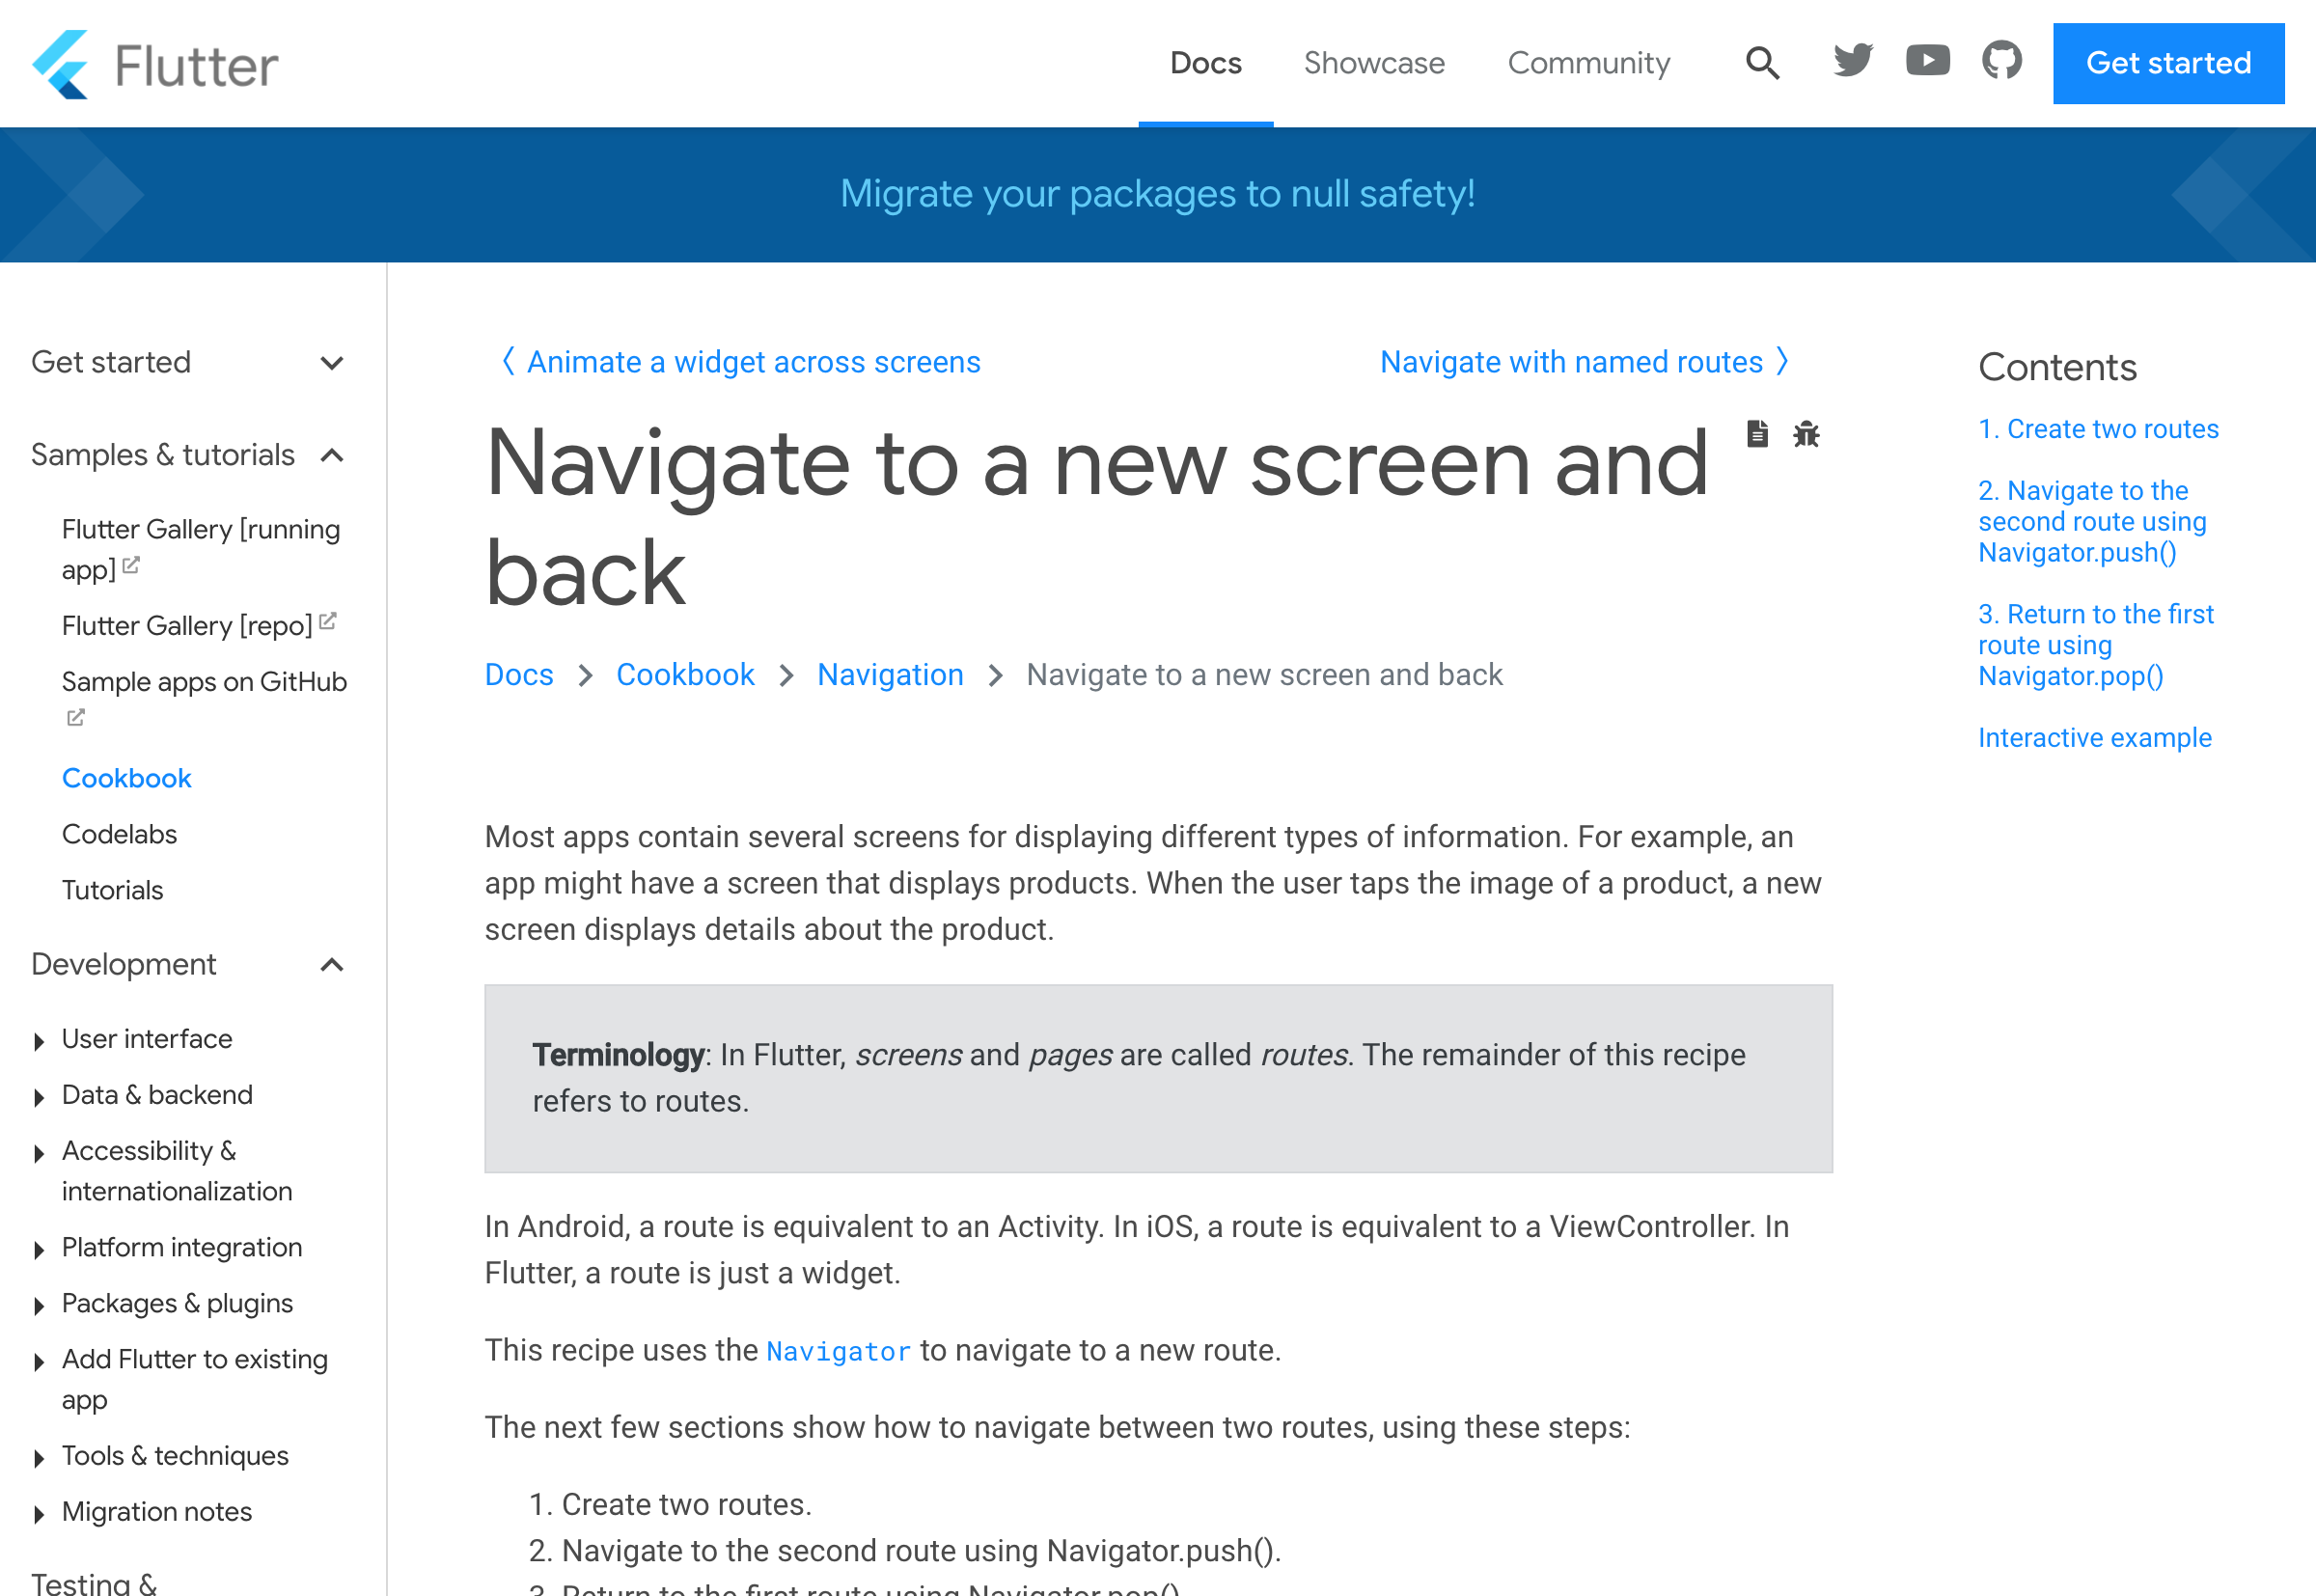 Flutter
Docs
Showcase
Community
Get started
Migrate your packages to null safety!
Get started
Samples & tutorials
Flutter Gallery [running
app]
Flutter Gallery [repo]
Sample apps on GitHub
Cookbook
Codelabs
Tutorials
Development
User interface
Data & backend
Accessibility &
internationalization
Platform integration
Packages & plugins
Add Flutter to existing
app
Tools & techniques
Migration notes
Testing &
Animate a widget across screens
Navigate with named routes
Navigate to a new screen and
back
Docs > Cookbook > Navigation > Navigate to a new screen and back
Most apps contain several screens for displaying different types of information. For example, an
app might have a screen that displays products. When the user taps the image of a product, a new
screen displays details about the product.
Terminology: In Flutter, screens and pages are called routes. The remainder of this recipe
refers to routes.
In Android, a route is equivalent to an Activity. In iOS, a route is equivalent to a ViewController. In
Flutter, a route is just a widget.
This recipe uses the Navigator to navigate to a new route.
The next few sections show how to navigate between two routes, using these steps:
1. Create two routes.
2. Navigate to the second route using Navigator.push().
3. Return to the first route using Navigator.pop().
Contents
1. Create two routes
2. Navigate to the
second route using
Navigator.push()
3. Return to the first
route using
Navigator.pop()
Interactive example